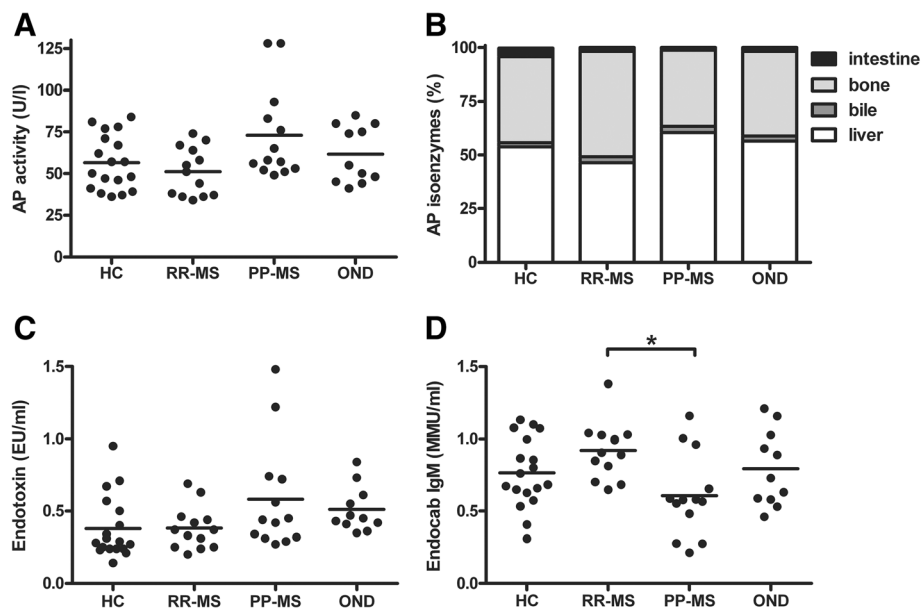 A
AP activity (U/l)
125
100
75
50
25
0
HC RR-MS PP-MS OND
B
AP isoenzymes (%)
100
75
50
25
0
HC RR-MS PP-MS OND
intestine
bone
bile
liver
C
Endotoxin (EU/ml)
1.5
1.0
0.5
0.0
HC RR-MS PP-MS OND
D
Endocab IgM (MMU/ml)
1.5
1.0
0.5
0.0
*
HC RR-MS PP-MS OND